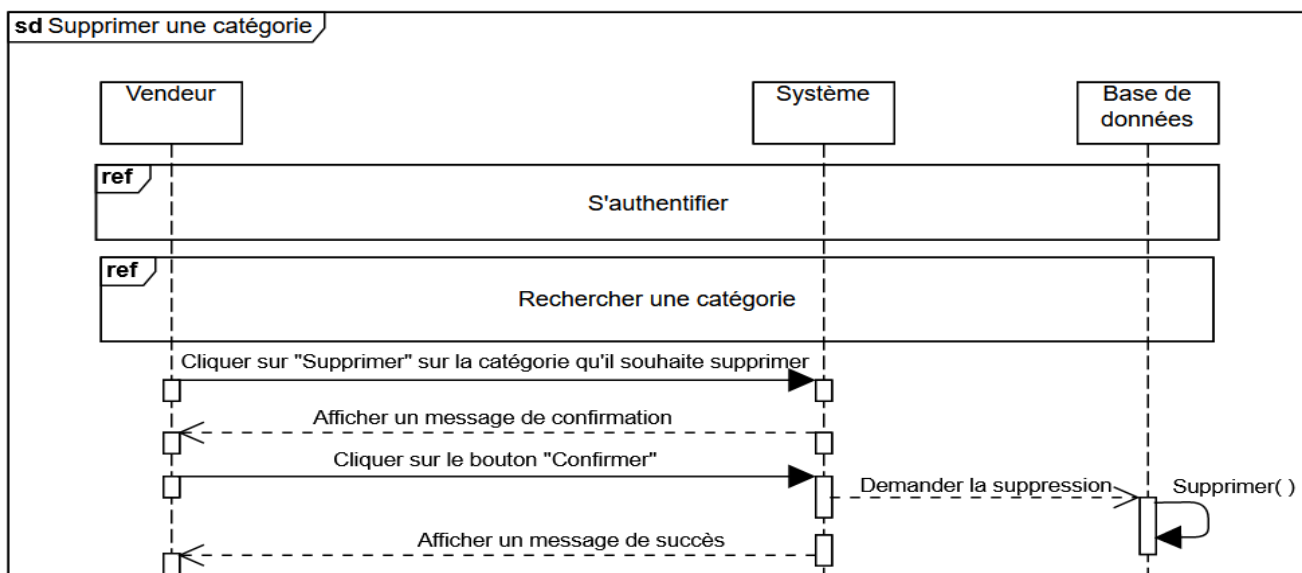 sd Supprimer une catégorie
Vendeur
Système
Base de
données
ref
S'authentifier
ref
Rechercher une catégorie
Cliquer sur "Supprimer" sur la catégorie qu'il souhaite supprimer
Afficher un message de confirmation
Cliquer sur le bouton "Confirmer"
Demander la suppression
Supprimer( )
Afficher un message de succès